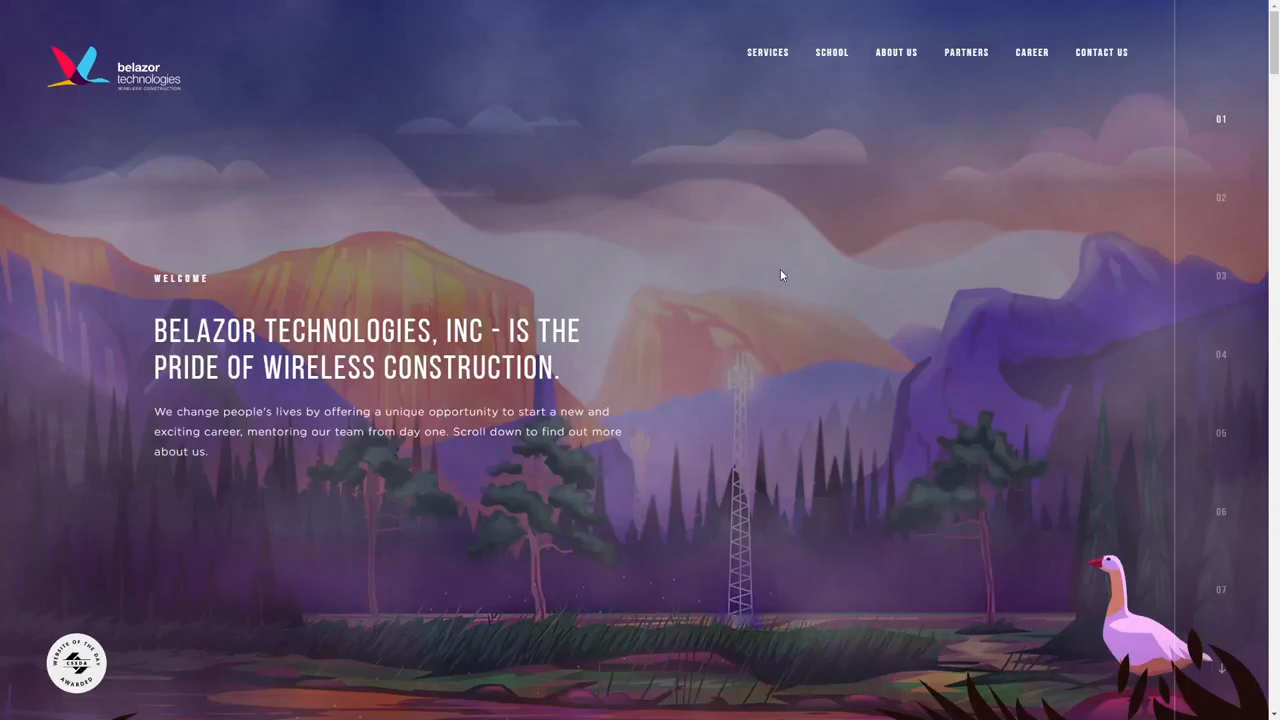 belazor
technologies
WIRELESS CONSTRUCTION
SERVICES
SCHOOL
ABOUT US
PARTNERS
CAREER
CONTACT US
01
02
03
04
05
06
07
WELCOME
BELAZOR TECHNOLOGIES, INC - IS THE
PRIDE OF WIRELESS CONSTRUCTION.
We change people's lives by offering a unique opportunity to start a new and
exciting career, mentoring our team from day one. Scroll down to find out more
about us.
WEBSITE OF THE DAY
CSSDA
AWARDED